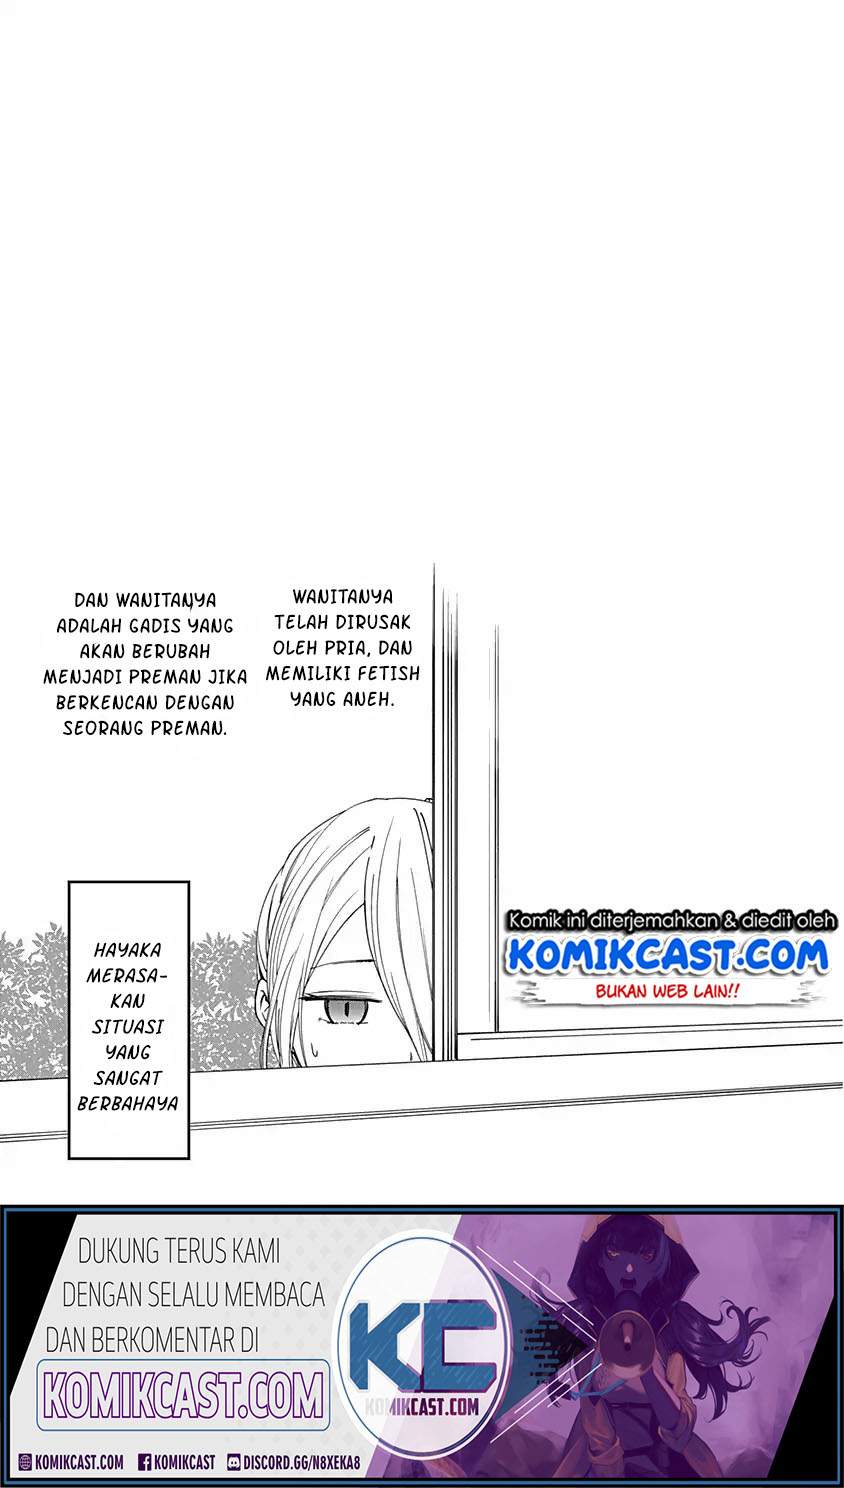 WANITANYA
TELAH DIRUSAK
OLEH PRIA, DAN
MEMILIKI FETISH
YANG ANEH.
DAN WANITANYA
ADALAH GADIS YANG
AKAN BERUBAH
MENJADI PREMAN JIKA
BERKENCAN DENGAN
SEORANG PREMAN.
HAYAKA
MERASA-
KAN
SITUASI
YANG
SANGAT
BERBAHAYA
Komik ini diterjemahkan & diedit oleh
KOMIKCAST.COM
BUKAN WEB LAIN!!
DUKUNG TERUS KAMI
DENGAN SELALU MEMBACA
DAN BERKOMENTAR DI
KOMIKCAST.COM
KC
KOMIKCAST.COM
KOMIKCAST.COM KOMIKCAST DISCORD.GG/N8XEKA8